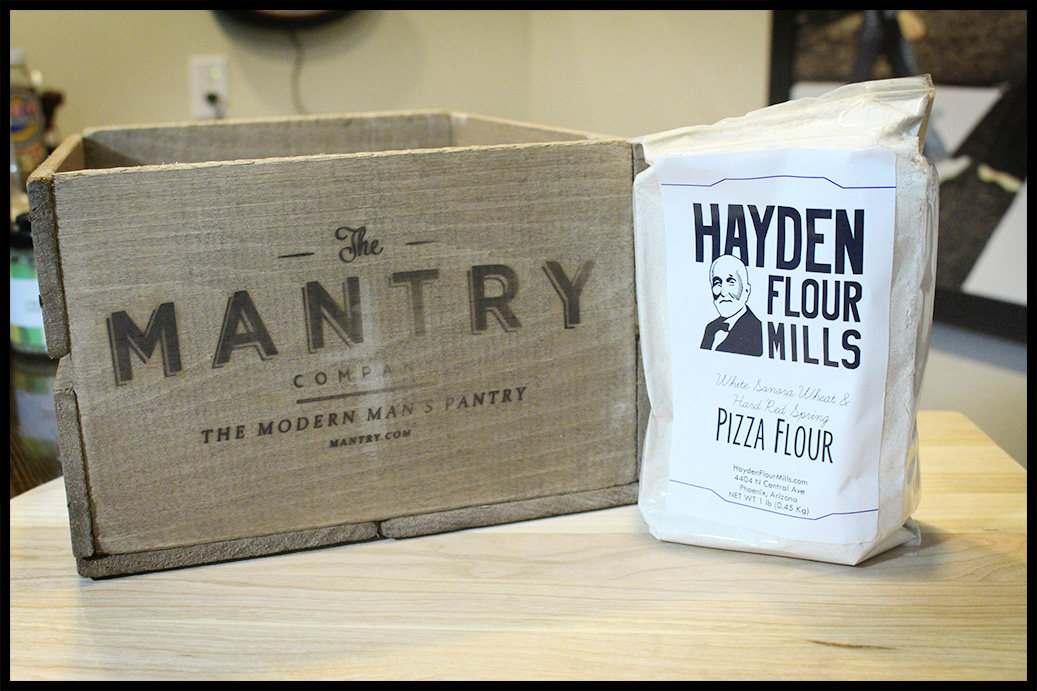 The
MANTRY
COMPANY
THE MODERN MAN'S PANTRY
MANTRY.COM
HAYDEN
FLOUR
MILLS
White Sonora Wheat &
Hard Red Spring
PIZZA FLOUR
HaydenFlourMills.com
4404 N Central Ave
Phoenix, Arizona
NET WT 1 lb (0.45 Kg)